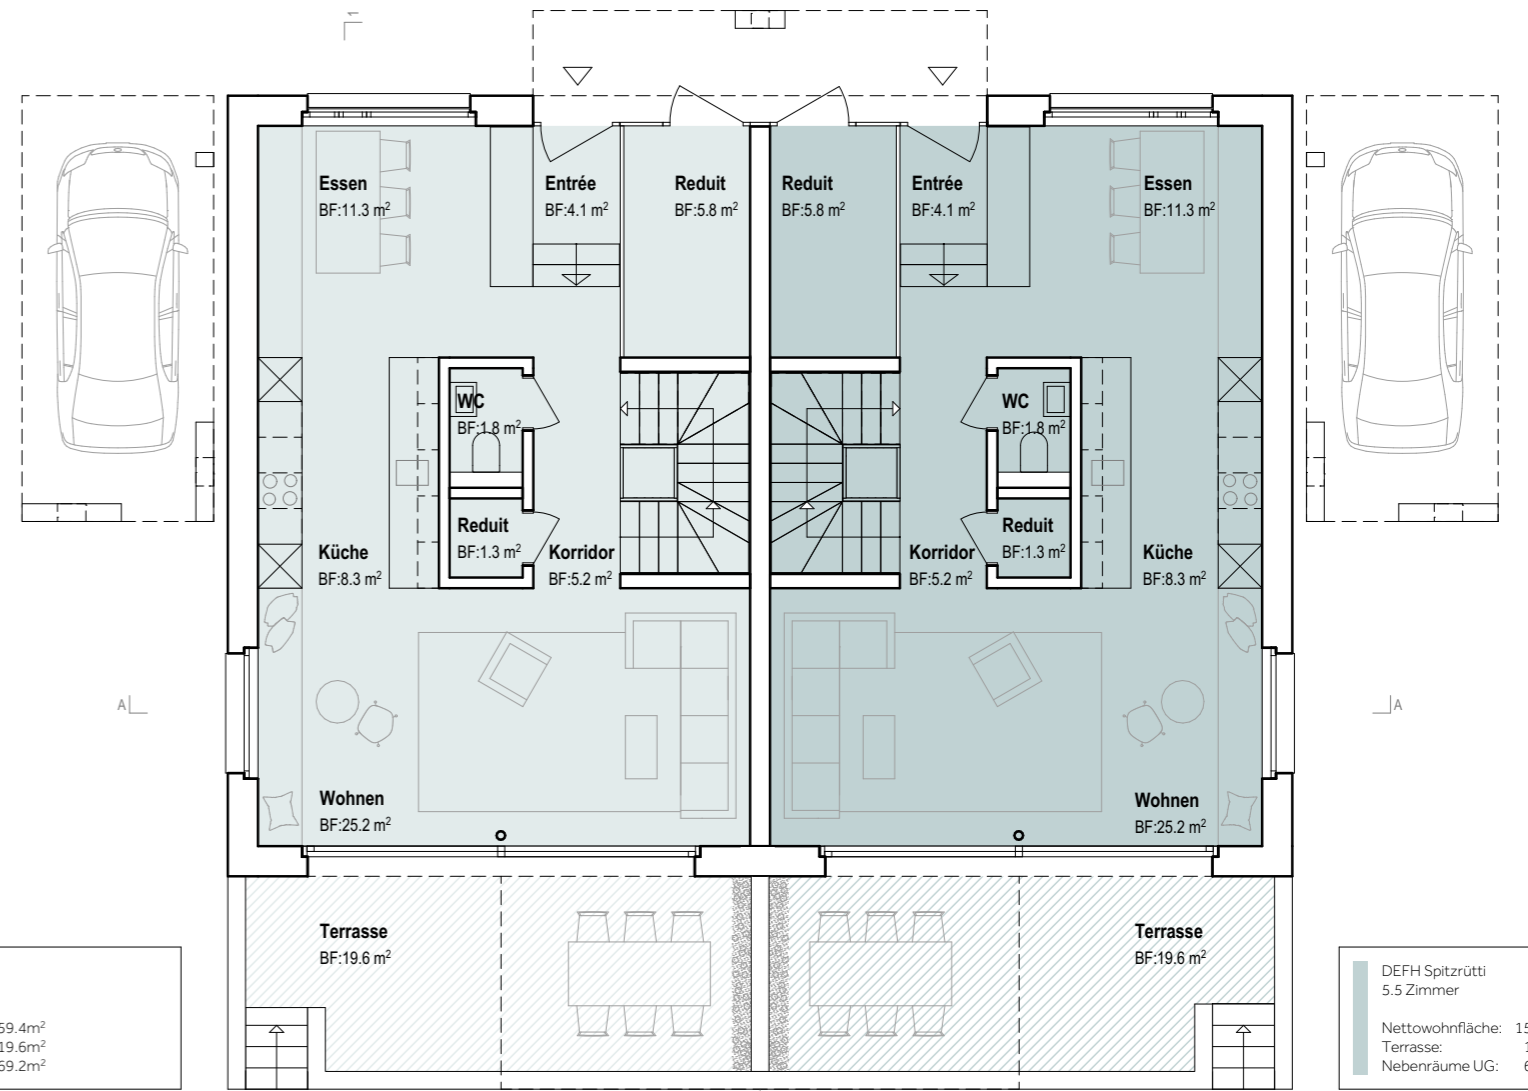 1
Essen
BF:11.3 m²
Entrée
BF:4.1 m²
Reduit
BF:5.8 m²
Reduit
BF:5.8 m²
Entrée
BF:4.1 m²
Essen
BF:11.3 m²
WC
BF:1.8 m²
WC
BF:1.8 m²
Reduit
BF:1.3 m²
Küche
BF:8.3 m²
Korridor
BF:5.2 m²
Korridor
BF:5.2 m²
Reduit
BF:1.3 m²
Küche
BF:8.3 m²
A
A
Wohnen
BF:25.2 m²
Wohnen
BF:25.2 m²
Terrasse
BF:19.6 m²
Terrasse
BF:19.6 m²
59.4m²
19.6m²
69.2m²
DEFH Spitzrütti
5.5 Zimmer
Nettowohnfläche: 15
Terrasse: 1
Nebenräume UG: 6